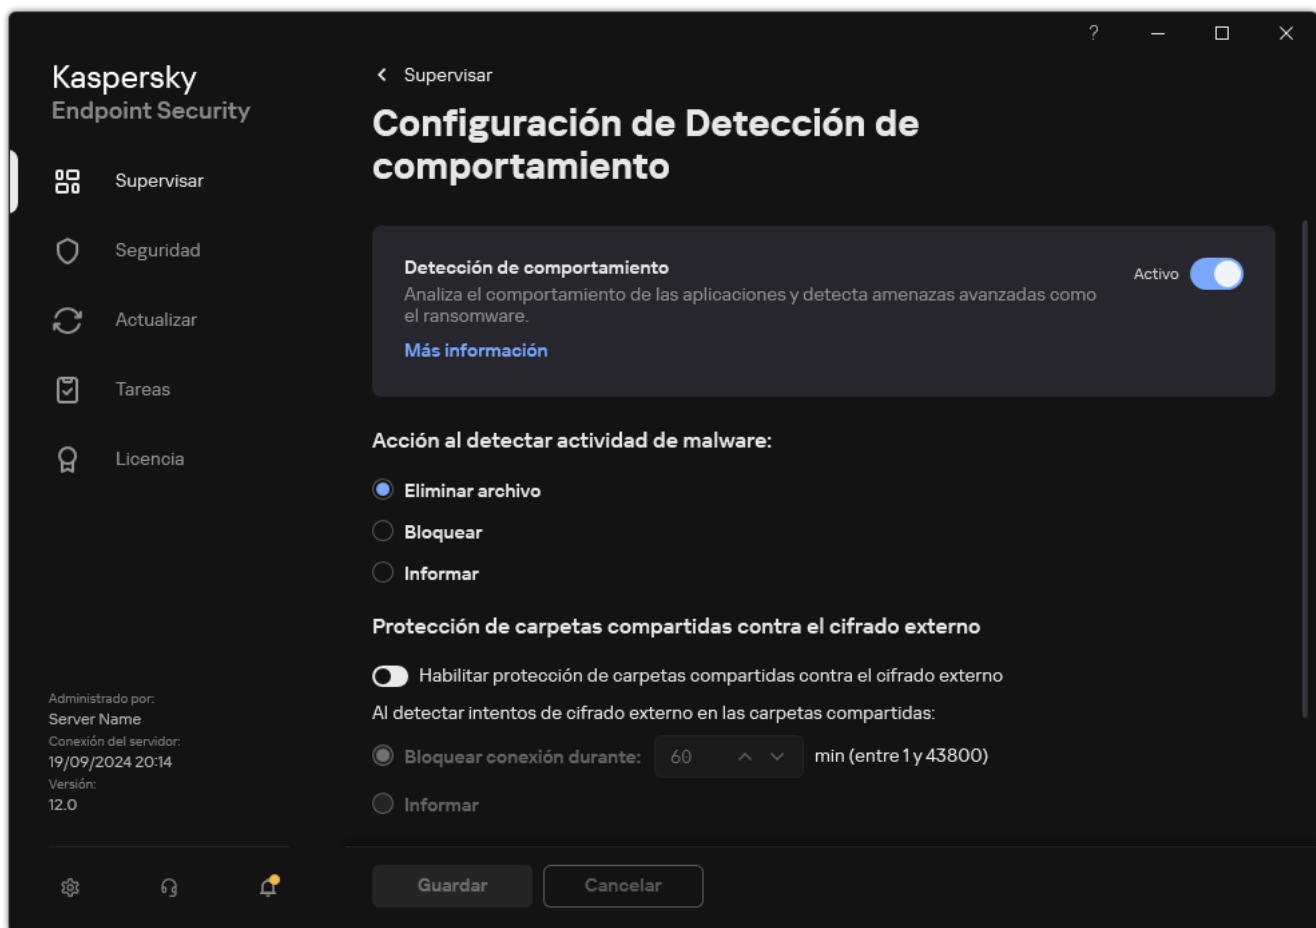 ?
Kaspersky
Endpoint Security
Supervisar
Seguridad
Actualizar
Tareas
Licencia
Administrado por:
Server Name
Conexión del servidor:
19/09/2024 20:14
Versión:
12.0
Supervisar
Configuración de Detección de
comportamiento
Detección de comportamiento
Activo
Analiza el comportamiento de las aplicaciones y detecta amenazas avanzadas como
el ransomware.
Más información
Acción al detectar actividad de malware:
Eliminar archivo
Bloquear
Informar
Protección de carpetas compartidas contra el cifrado externo
Habilitar protección de carpetas compartidas contra el cifrado externo
Al detectar intentos de cifrado externo en las carpetas compartidas:
Bloquear conexión durante: 60 min (entre 1 y 43800)
Informar
Guardar Cancelar